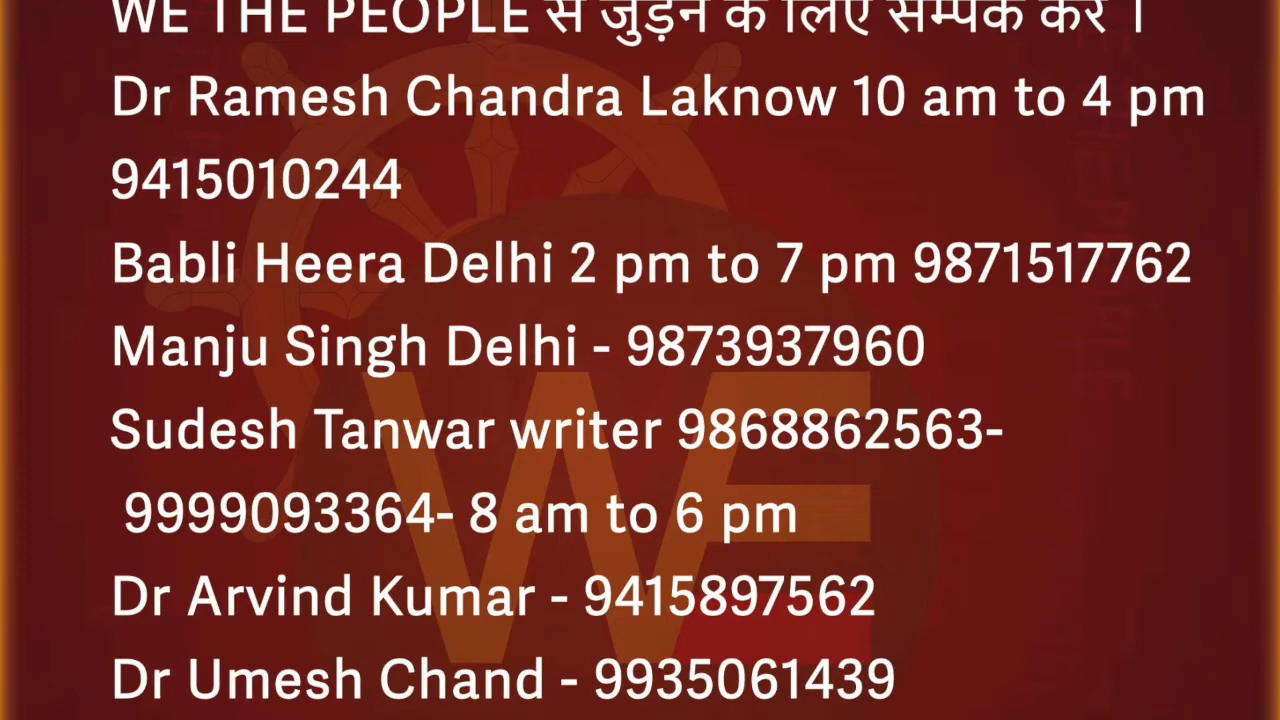 WE THE PEOPLE से जुड़ने के लिए सम्पर्क करें ।
Dr Ramesh Chandra Laknow 10 am to 4 pm
9415010244
Babli Heera Delhi 2 pm to 7 pm 9871517762
Manju Singh Delhi - 9873937960
Sudesh Tanwar writer 9868862563-
9999093364- 8 am to 6 pm
Dr Arvind Kumar - 9415897562
Dr Umesh Chand - 9935061439
WE